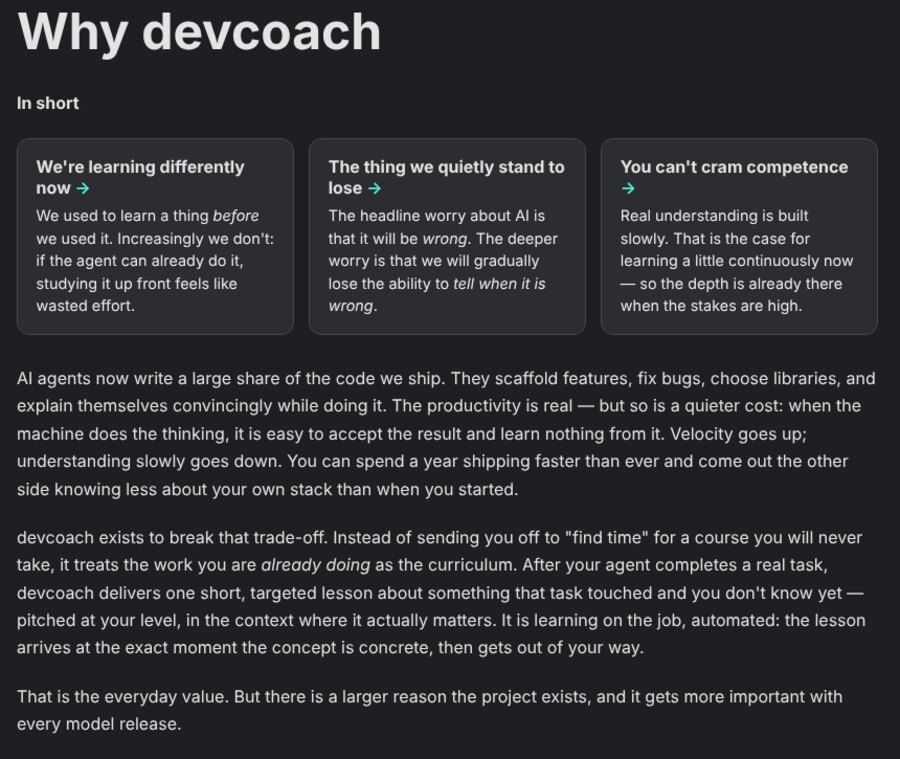 Why devcoach
In short
We're learning differently
now →
We used to learn a thing before
we used it. Increasingly we don't:
if the agent can already do it,
studying it up front feels like
wasted effort.
The thing we quietly stand to
lose →
The headline worry about AI is
that it will be wrong. The deeper
worry is that we will gradually
lose the ability to tell when it is
wrong.
You can't cram competence
→
Real understanding is built
slowly. That is the case for
learning a little continuously now
— so the depth is already there
when the stakes are high.
AI agents now write a large share of the code we ship. They scaffold features, fix bugs, choose libraries, and
explain themselves convincingly while doing it. The productivity is real — but so is a quieter cost: when the
machine does the thinking, it is easy to accept the result and learn nothing from it. Velocity goes up;
understanding slowly goes down. You can spend a year shipping faster than ever and come out the other
side knowing less about your own stack than when you started.
devcoach exists to break that trade-off. Instead of sending you off to "find time" for a course you will never
take, it treats the work you are already doing as the curriculum. After your agent completes a real task,
devcoach delivers one short, targeted lesson about something that task touched and you don't know yet —
pitched at your level, in the context where it actually matters. It is learning on the job, automated: the lesson
arrives at the exact moment the concept is concrete, then gets out of your way.
That is the everyday value. But there is a larger reason the project exists, and it gets more important with
every model release.